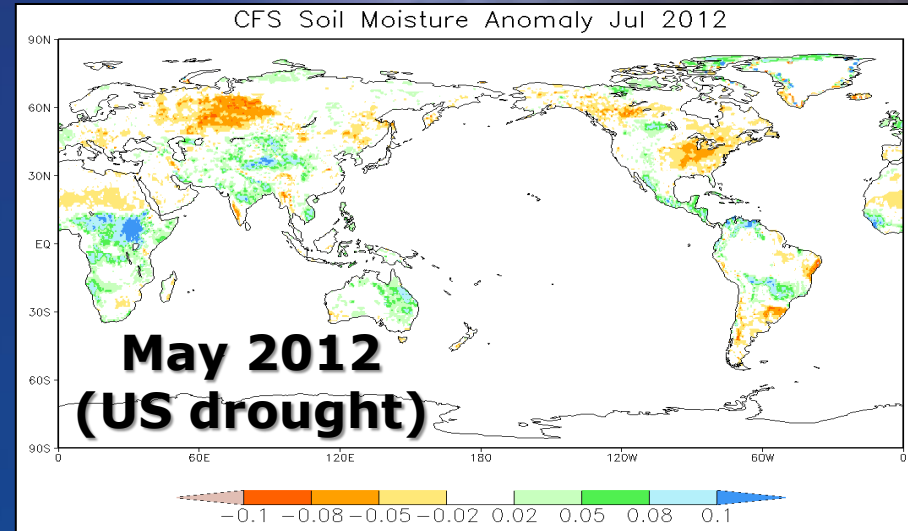 CFS Soil Moisture Anomaly Jul 2012
90N
60N
30N
EQ
30S
60S
90S
May 2012
(US drought)
0 60E 120E 180 120W 60W 0
-0.1 -0.08 -0.05 -0.02 0.02 0.05 0.08 0.1